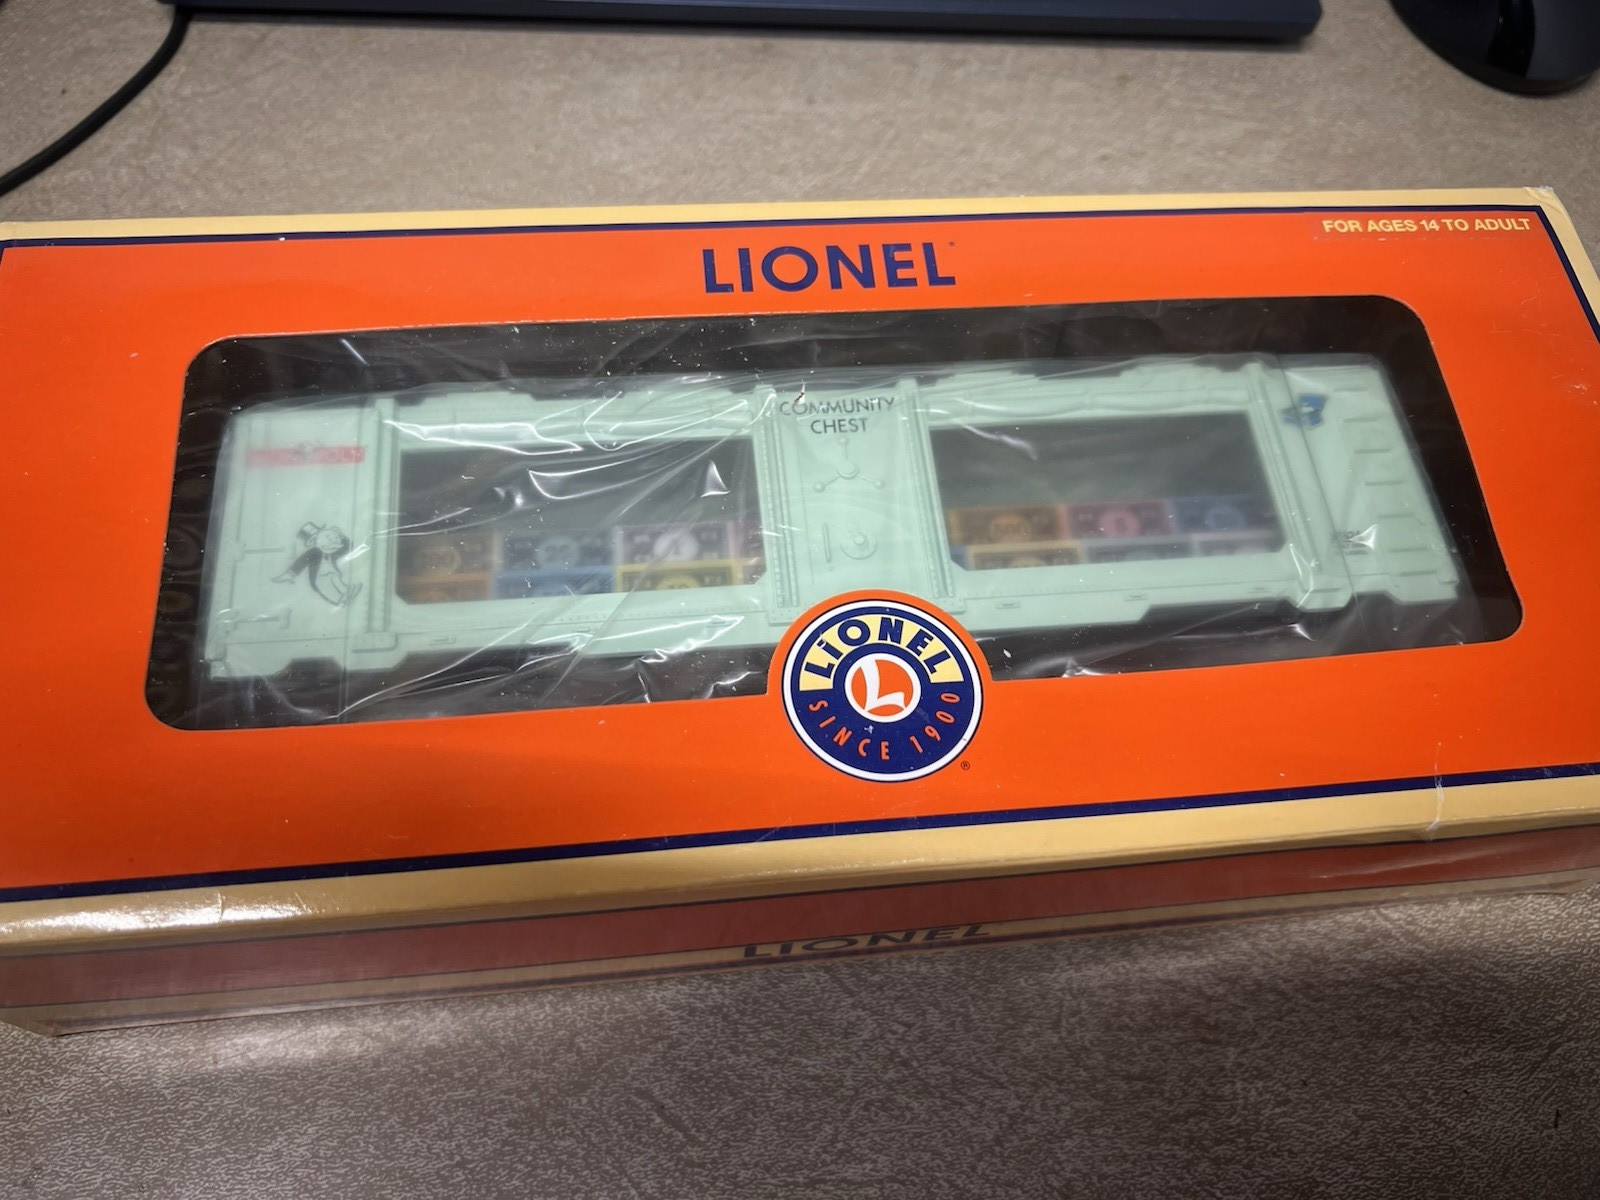 FOR AGES 14 TO ADULT
LIONEL
COMMUNITY
CHEST
LIONEL
L
SINCE 1900
®
LIONEL